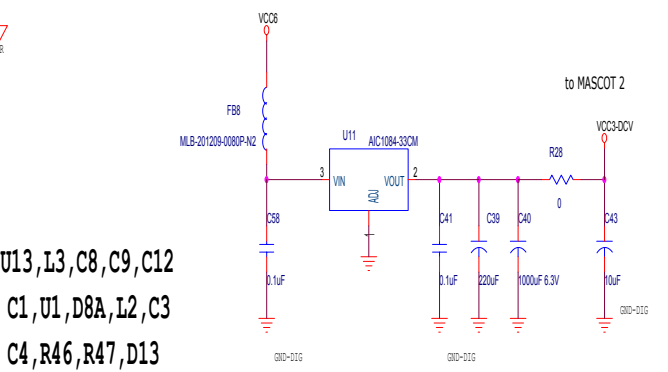 VCC6
R
to MASCOT 2
FB8
MLB-201209-0080P-N2
VCC3-DCV
U11 AIC1084-33CM
R28
3 VIN VOUT 2
ADJ
0
1
C58 C41 C39 C40 C43
0.1uF 0.1uF 220uF 1000uF 6.3V 10uF
U13,L3,C8,C9,C12
C1,U1,D8A,L2,C3
GND-DIG
C4,R46,R47,D13
GND-DIG GND-DIG